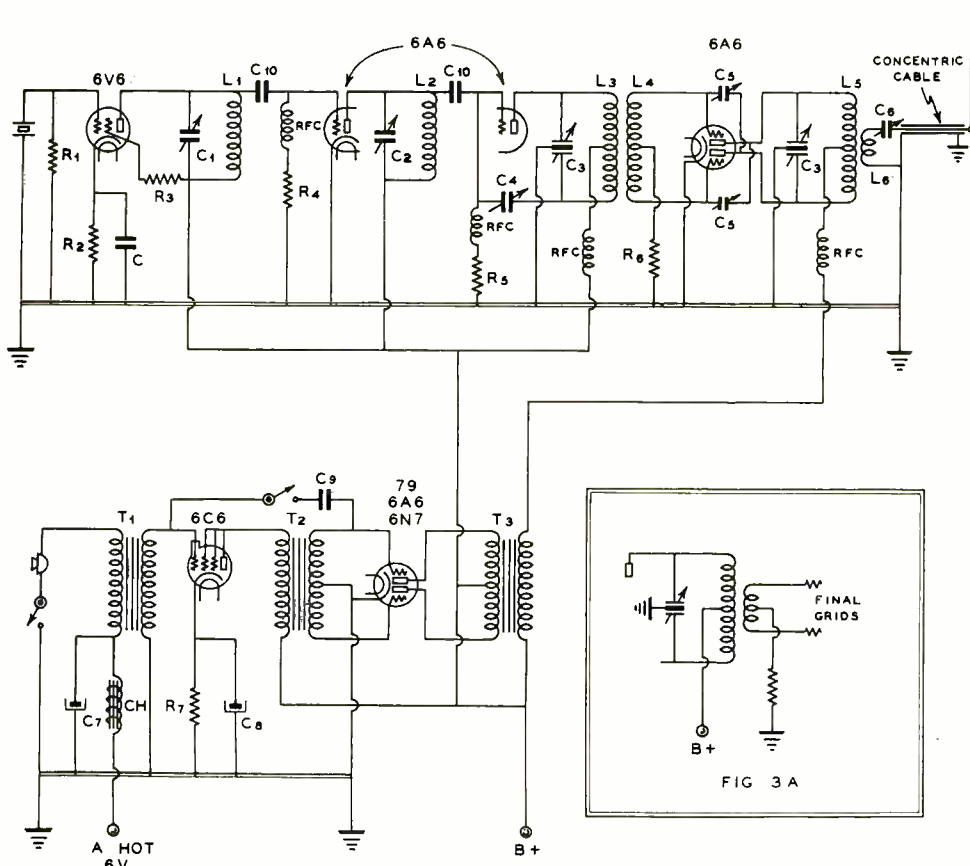 6A6
6A6
CONCENTRIC
CABLE
6V6
L1
C10
L2
C10
L3
L4
C5
L5
C6
R1
C1
RFC
C2
C3
C3
L6
R3
R4
C4
C5
R2
C
RFC
R5
RFC
R6
RFC
C9
79
6A6
6N7
T1
6C6
T2
T3
FINAL
GRIDS
C7
CH
R7
C8
B+
FIG 3A
A HOT
6V
B+